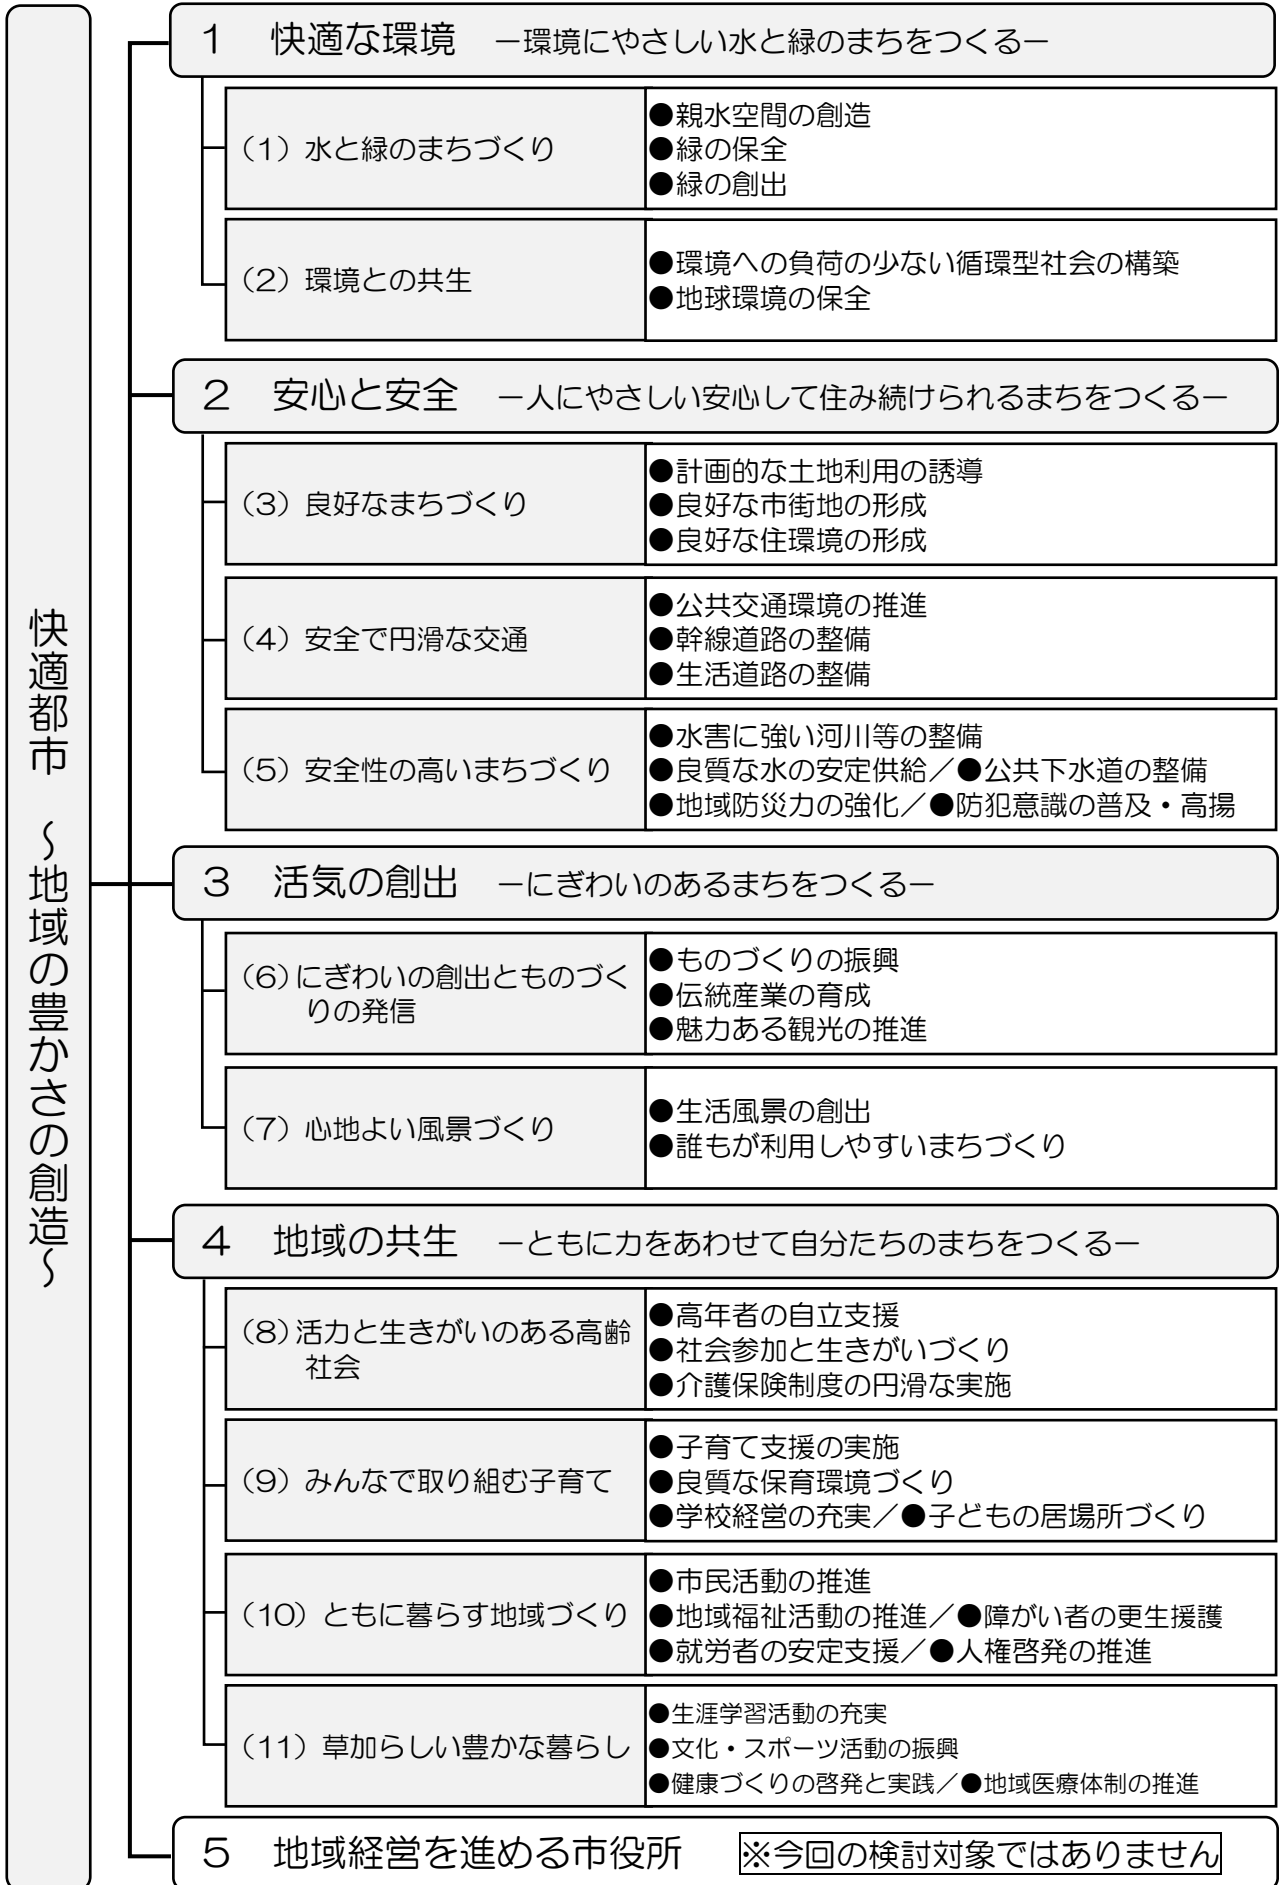 快適都市　～地域の豊かさの創造～
１　快適な環境　－環境にやさしい水と緑のまちをつくる－
（1）水と緑のまちづくり
●親水空間の創造
●緑の保全
●緑の創出
（2）環境との共生
●環境への負荷の少ない循環型社会の構築
●地球環境の保全
２　安心と安全　－人にやさしい安心して住み続けられるまちをつくる－
（3）良好なまちづくり
●計画的な土地利用の誘導
●良好な市街地の形成
●良好な住環境の形成
（4）安全で円滑な交通
●公共交通環境の推進
●幹線道路の整備
●生活道路の整備
（5）安全性の高いまちづくり
●水害に強い河川等の整備
●良質な水の安定供給／●公共下水道の整備
●地域防災力の強化／●防犯意識の普及・高揚
３　活気の創出　－にぎわいのあるまちをつくる－
（6）にぎわいの創出とものづく
りの発信
●ものづくりの振興
●伝統産業の育成
●魅力ある観光の推進
（7）心地よい風景づくり
●生活風景の創出
●誰もが利用しやすいまちづくり
４　地域の共生　－ともに力をあわせて自分たちのまちをつくる－
（8）活力と生きがいのある高齢
社会
●高年者の自立支援
●社会参加と生きがいづくり
●介護保険制度の円滑な実施
（9）みんなで取り組む子育て
●子育て支援の実施
●良質な保育環境づくり
●学校経営の充実／●子どもの居場所づくり
（10）ともに暮らす地域づくり
●市民活動の推進
●地域福祉活動の推進／●障がい者の更生援護
●就労者の安定支援／●人権啓発の推進
（11）草加らしい豊かな暮らし
●生涯学習活動の充実
●文化・スポーツ活動の振興
●健康づくりの啓発と実践／●地域医療体制の推進
５　地域経営を進める市役所　※今回の検討対象ではありません